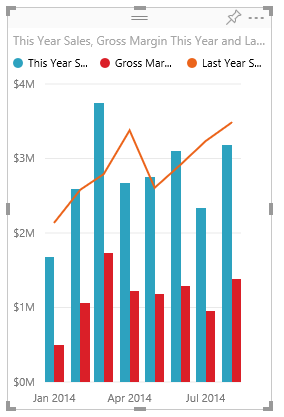 This Year Sales, Gross Margin This Year and La...
This Year S... Gross Mar... Last Year S...
$4M
$3M
$2M
$1M
$0M
Jan 2014 Apr 2014 Jul 2014